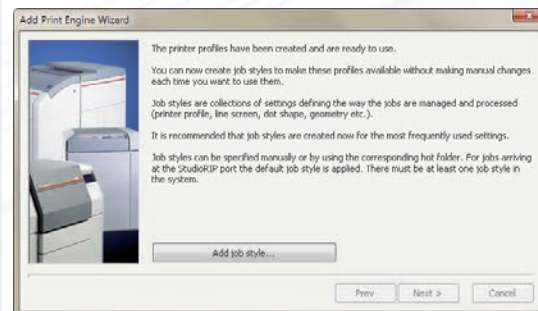 Add Print Engine Wizard
The printer profiles have been created and are ready to use.
You can now create job styles to make these profiles available without making manual changes
each time you want to use them.
Job styles are collections of settings defining the way the jobs are managed and processed
(printer profile, line screen, dot shape, geometry etc.).
It is recommended that job styles are created now for the most frequently used settings.
Job styles can be specified manually or by using the corresponding hot folder. For jobs arriving
at the StudioRIP port the default job style is applied. There must be at least one job style in
the system.
Add job style...
Prev Next > Cancel